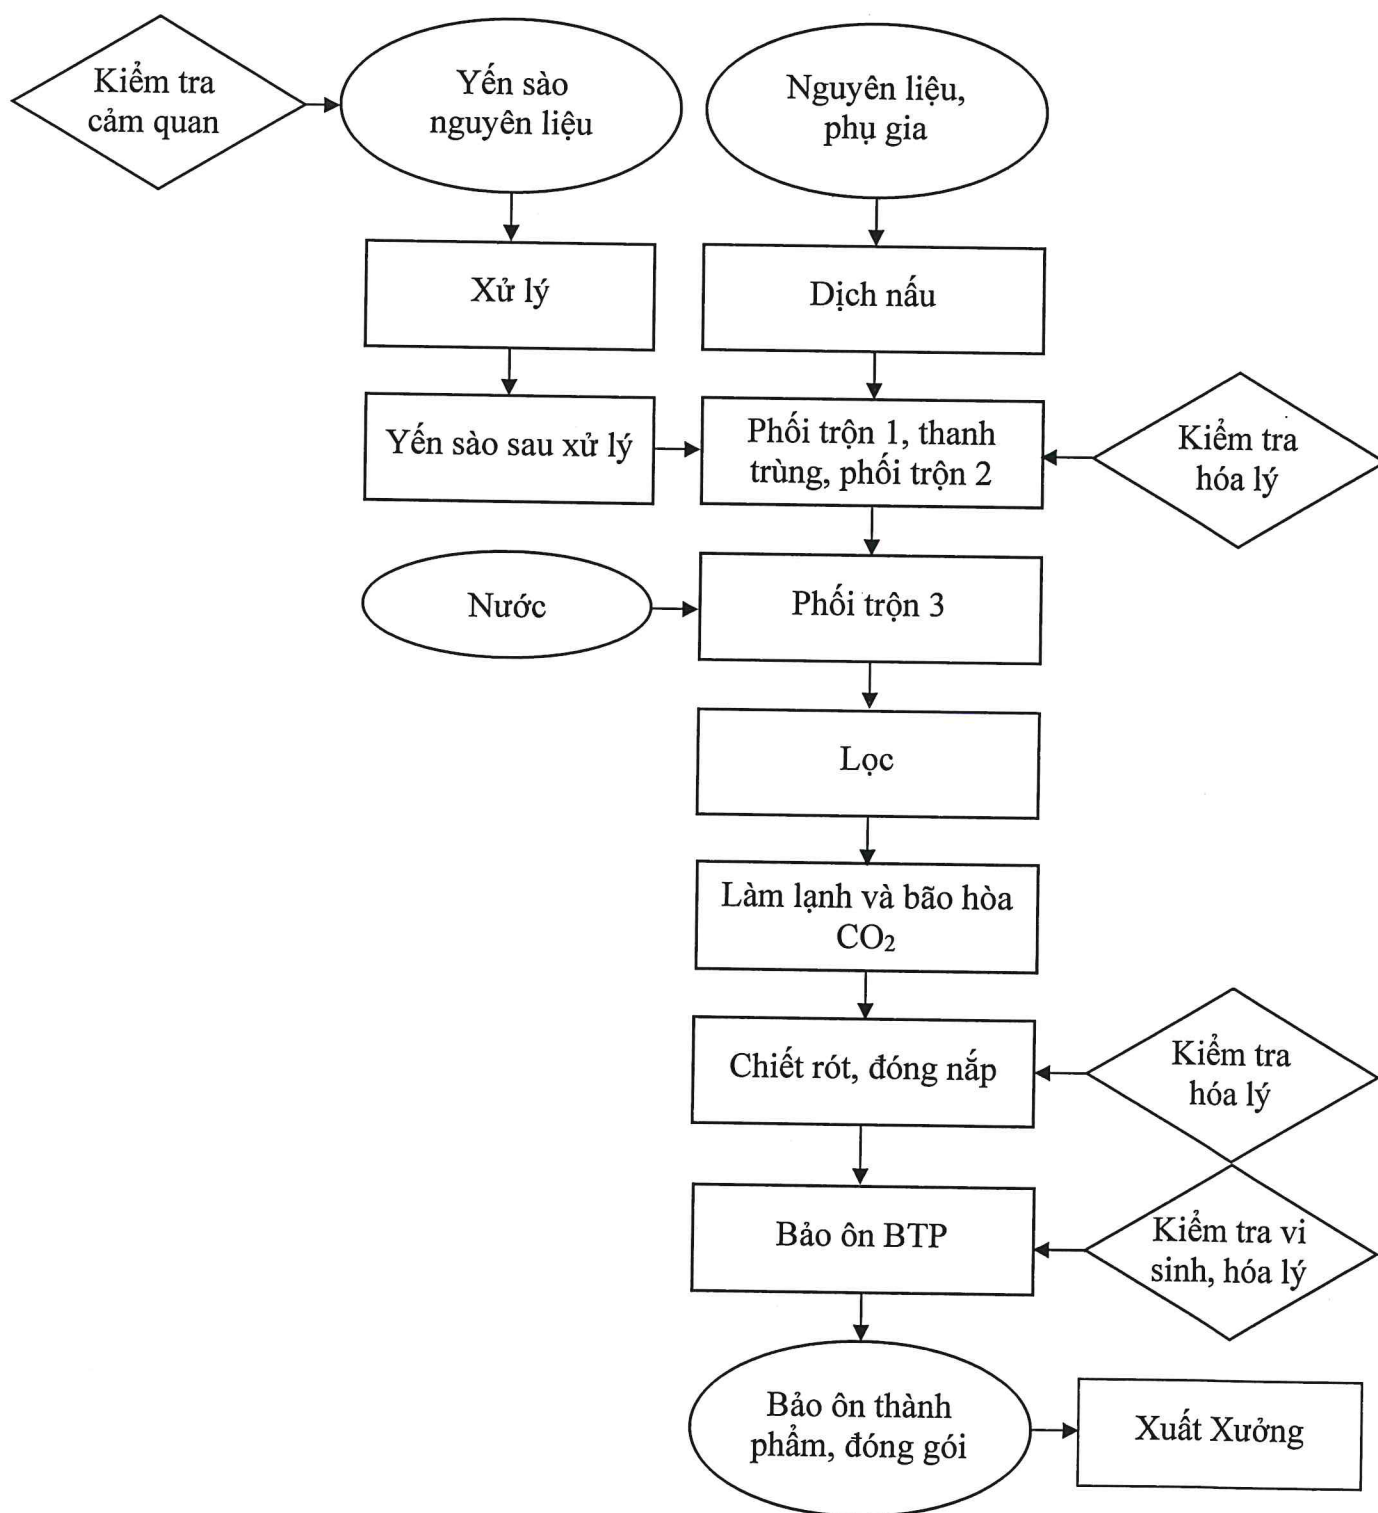 Kiểm tra
cảm quan
Yến sào
nguyên liệu
Nguyên liệu,
phụ gia
Xử lý
Dịch nấu
Yến sào sau xử lý
Phối trộn 1, thanh
trùng, phối trộn 2
Kiểm tra
hóa lý
Nước
Phối trộn 3
Lọc
Làm lạnh và bão hòa
CO₂
Chiết rót, đóng nắp
Kiểm tra
hóa lý
Bảo ôn BTP
Kiểm tra vi
sinh, hóa lý
Bảo ôn thành
phẩm, đóng gói
Xuất Xưởng